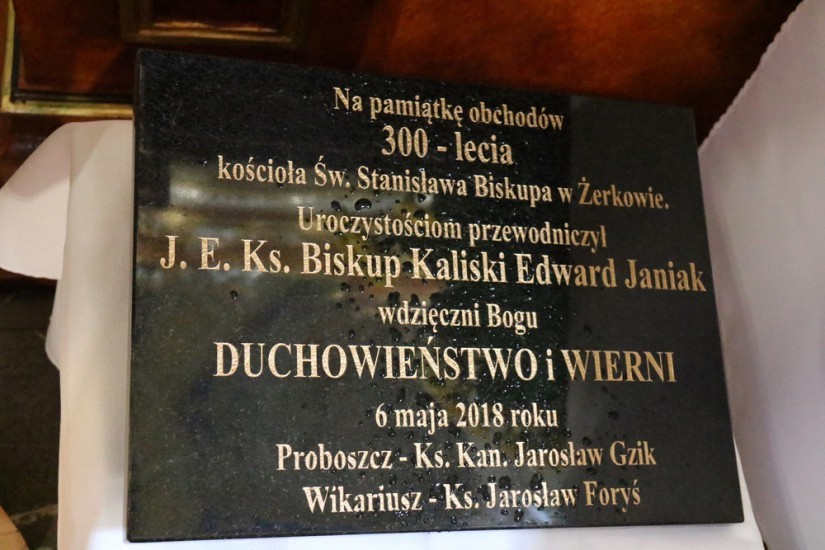 Na pamiątkę obchodów
300 - lecia
kościoła Św. Stanisława Biskupa w Żerkowie.
Uroczystościom przewodniczył
J. E. Ks. Biskup Kaliski Edward Janiak
wdzięczni Bogu
DUCHOWIEŃSTWO i WIERNI
6 maja 2018 roku
Proboszcz - Ks. Kan. Jarosław Gzik
Wikariusz - Ks. Jarosław Foryś